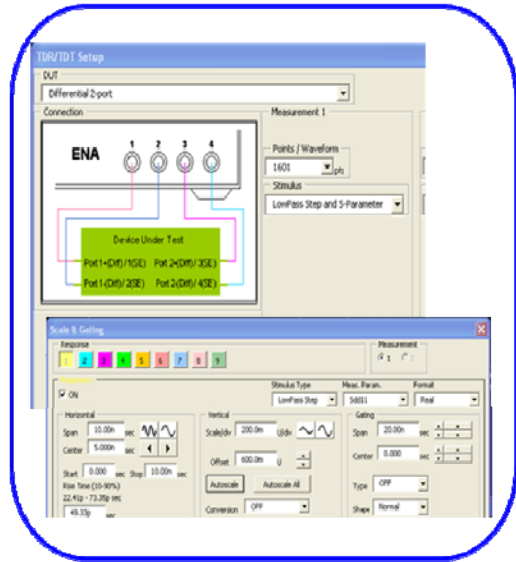 TDR/TDT Setup
DUT
Differential 2-port
Connection
Measurement 1
ENA
1 2 3 4
Points / Waveform
1601 pts
Stimulus
LowPass Step and S-Parameter
Device Under Test
Port 1+(Diff)/1(SE) Port 2+(Diff)/3(SE)
Port 1-(Diff)/2(SE) Port 2-(Diff)/4(SE)
Scale & Gating
Response
1 2 3 4 5 6 7 8 9
Measurement
1 2
ON
Stimulus Type Meas. Param. Format
LowPass Step Sdd11 Real
Horizontal
Span 10.00n sec
Center 5.000n sec
Start 0.000 sec Stop 10.00n sec
Rise Time (10-90%)
22.41p - 73.35p sec
49.33p sec
Vertical
Scale/div 200.0m U/div
Offset 600.0m U
Autoscale Autoscale All
Conversion OFF
Gating
Span 20.00n sec
Center 0.000 sec
Type OFF
Shape Normal